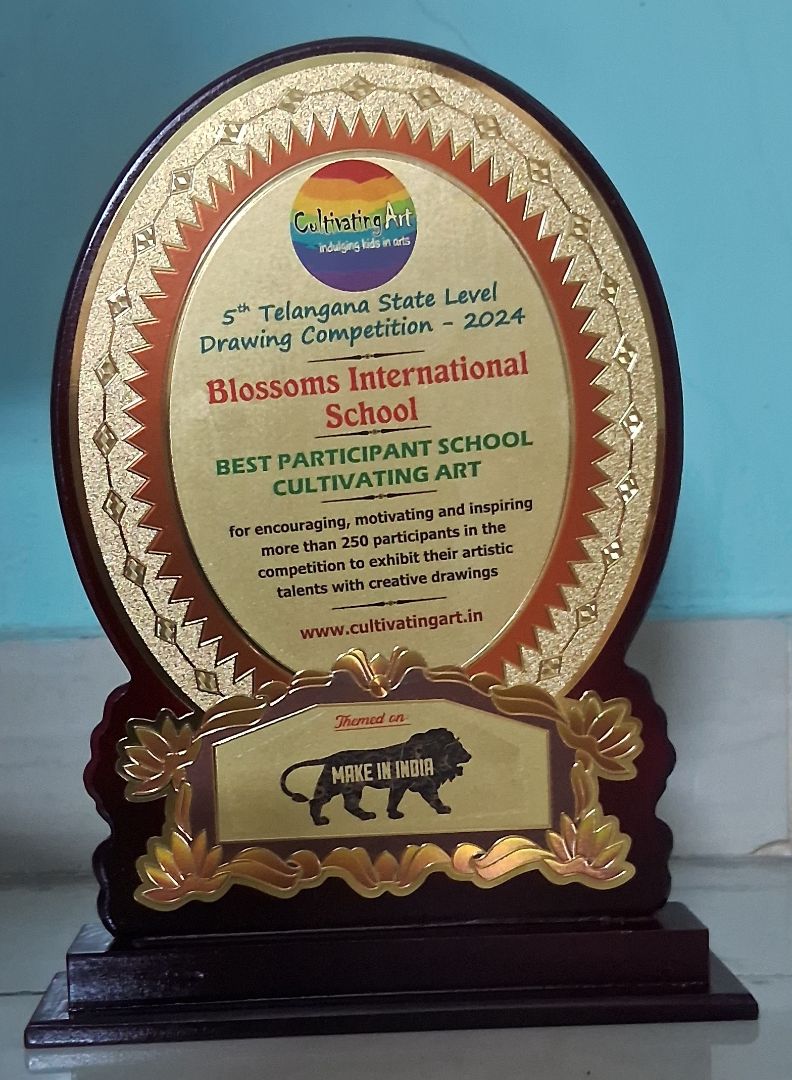 Cultivating Art
indulging kids in arts
5th Telangana State Level
Drawing Competition - 2024
Blossoms International
School
BEST PARTICIPANT SCHOOL
CULTIVATING ART
for encouraging, motivating and inspiring
more than 250 participants in the
competition to exhibit their artistic
talents with creative drawings
www.cultivatingart.in
Themed on
MAKE IN INDIA